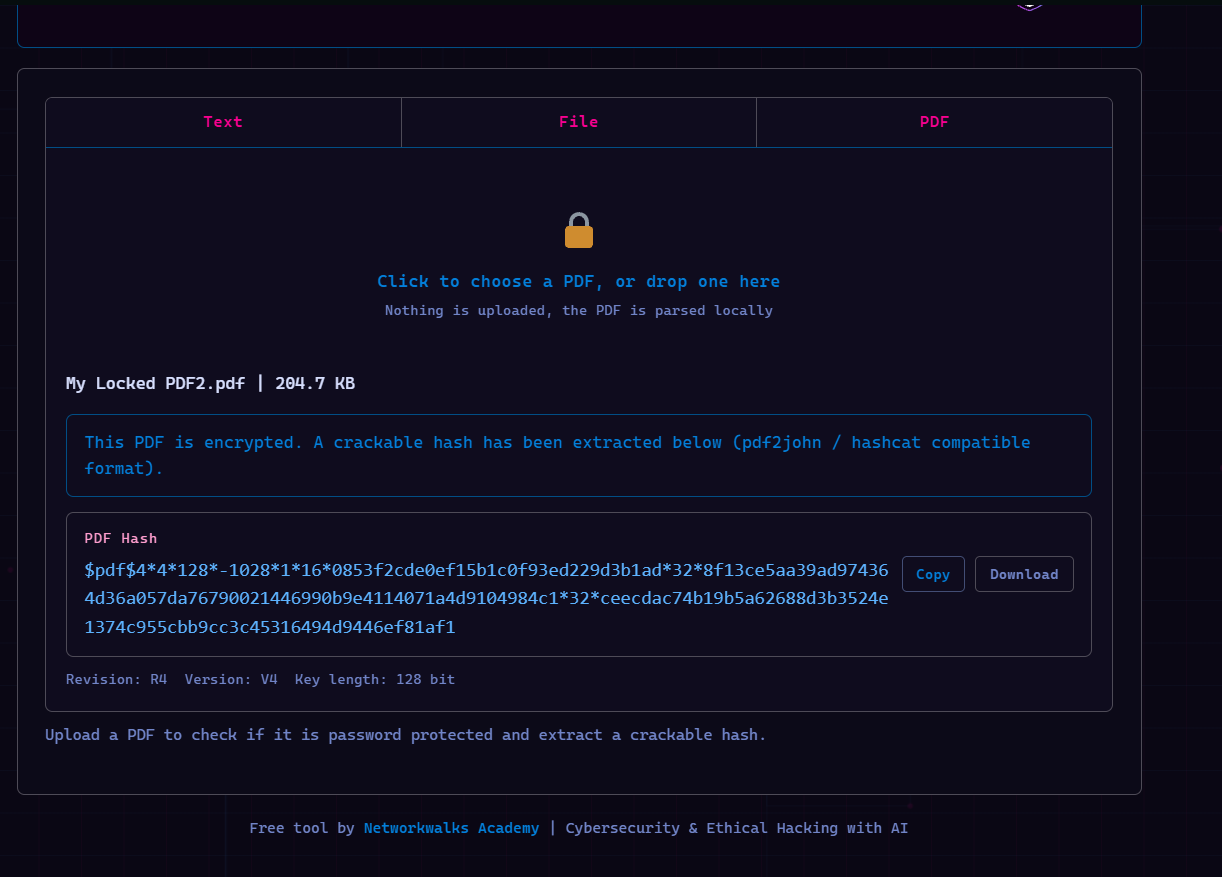 Text
File
PDF
Click to choose a PDF, or drop one here
Nothing is uploaded, the PDF is parsed locally
My Locked PDF2.pdf | 204.7 KB
This PDF is encrypted. A crackable hash has been extracted below (pdf2john / hashcat compatible
format).
PDF Hash
$pdf$4*4*128*-1028*1*16*0853f2cde0ef15b1c0f93ed229d3b1ad*32*8f13ce5aa39ad97436
4d36a057da76790021446990b9e4114071a4d9104984c1*32*ceecdac74b19b5a62688d3b3524e
1374c955cbb9cc3c45316494d9446ef81af1
Copy
Download
Revision: R4 Version: V4 Key length: 128 bit
Upload a PDF to check if it is password protected and extract a crackable hash.
Free tool by Networkwalks Academy | Cybersecurity & Ethical Hacking with AI